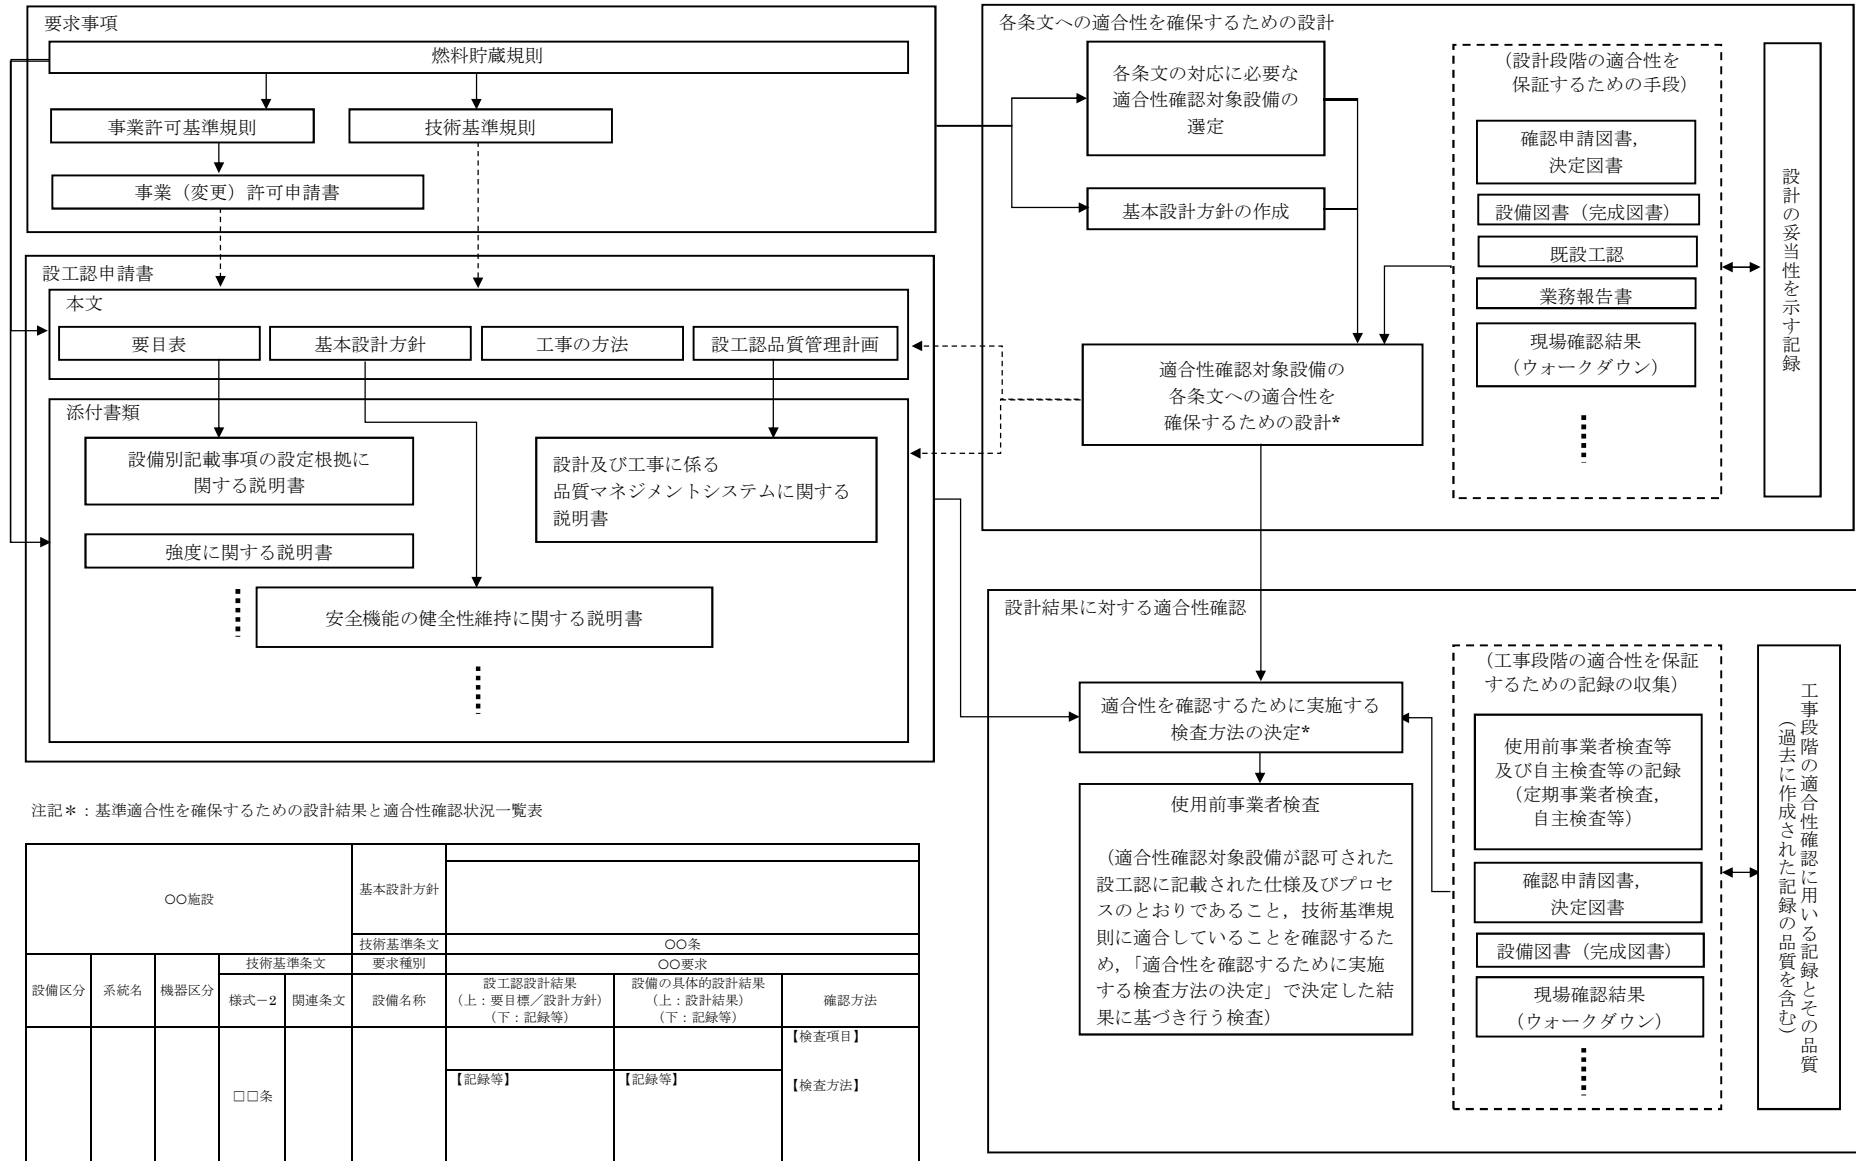 要求事項
燃料貯蔵規則
事業許可基準規則
技術基準規則
事業（変更）許可申請書
設工認申請書
本文
要目表
基本設計方針
工事の方法
設工認品質管理計画
添付書類
設備別記載事項の設定根拠に
関する説明書
設計及び工事に係る
品質マネジメントシステムに関する
説明書
強度に関する説明書
安全機能の健全性維持に関する説明書
各条文への適合性を確保するための設計
各条文の対応に必要な
適合性確認対象設備の
選定
基本設計方針の作成
適合性確認対象設備の
各条文への適合性を
確保するための設計*
（設計段階の適合性を
保証するための手段）
確認申請図書，
決定図書
設備図書（完成図書）
既設工認
業務報告書
現場確認結果
（ウォークダウン）
設計の妥当性を示す記録
設計結果に対する適合性確認
適合性を確認するために実施する
検査方法の決定*
使用前事業者検査
（適合性確認対象設備が認可された
設工認に記載された仕様及びプロセ
スのとおりであること，技術基準規
則に適合していることを確認するた
め，「適合性を確認するために実施
する検査方法の決定」で決定した結
果に基づき行う検査）
（工事段階の適合性を保証
するための記録の収集）
使用前事業者検査等
及び自主検査等の記録
（定期事業者検査，
自主検査等）
確認申請図書，
決定図書
設備図書（完成図書）
現場確認結果
（ウォークダウン）
工事段階の適合性確認に用いる記録とその品質
（過去に作成された記録の品質を含む）
注記＊：基準適合性を確保するための設計結果と適合性確認状況一覧表
○○施設
基本設計方針
技術基準条文
○○条
技術基準条文
要求種別
○○要求
設備区分
系統名
機器区分
様式－2
関連条文
設備名称
設工認設計結果
（上：要目標／設計方針）
（下：記録等）
設備の具体的設計結果
（上：設計結果）
（下：記録等）
確認方法
【検査項目】
【記録等】
【記録等】
【検査方法】
□□条